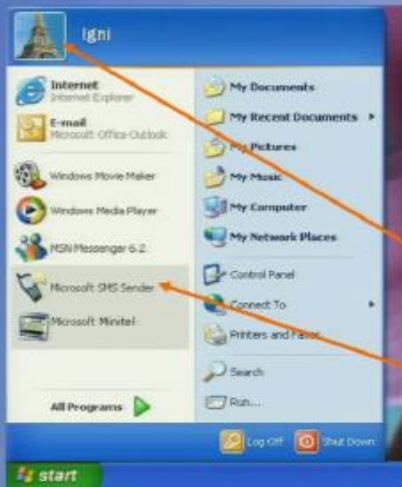 Igni
Internet
Internet Explorer
E-mail
Microsoft Office Outlook
Windows Movie Maker
Windows Media Player
MSN Messenger 6.2
Microsoft SMS Sender
Microsoft Minitel
All Programs
My Documents
My Recent Documents
My Pictures
My Music
My Computer
My Network Places
Control Panel
Connect To
Printers and Faxes
Search
Run...
Log Off
Shut Down
start